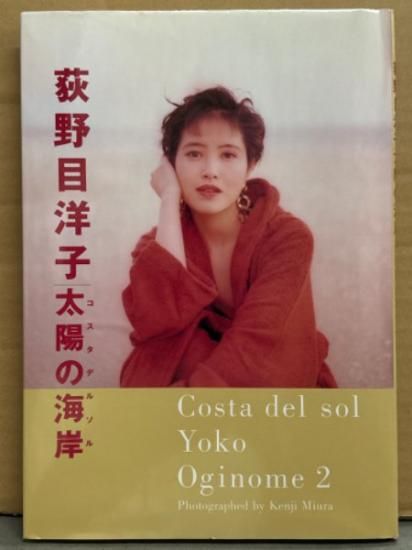 荻野目洋子
太陽の海岸
コスタデルソル
Costa del sol
Yoko
Oginome 2
Photographed by Kenji Miura